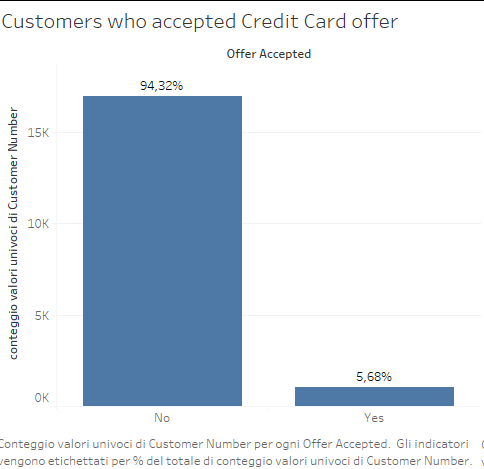 Customers who accepted Credit Card offer
Offer Accepted
conteggio valori univoci di Customer Number
15K
10K
5K
0K
94,32%
5,68%
No
Yes
Conteggio valori univoci di Customer Number per ogni Offer Accepted. Gli indicatori
vengono etichettati per % del totale di conteggio valori univoci di Customer Number.